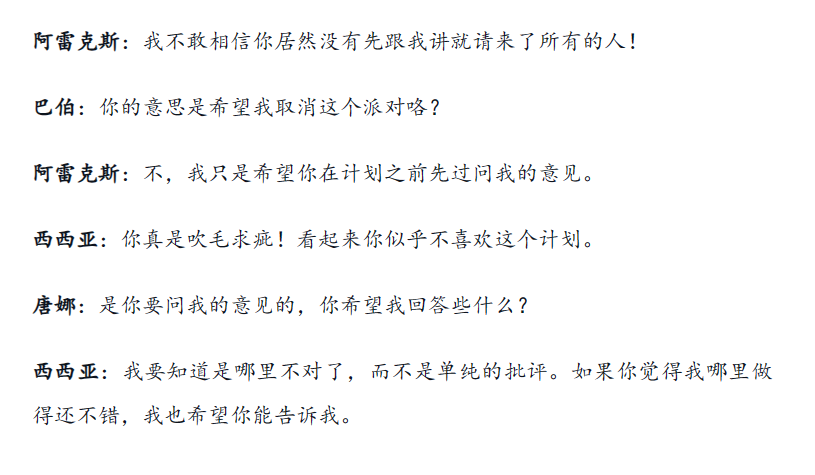 阿雷克斯：我不敢相信你居然没有先跟我讲就请来了所有的人！
巴伯：你的意思是希望我取消这个派对咯？
阿雷克斯：不，我只是希望你在计划之前先过问我的意见。
西西亚：你真是吹毛求疵！看起来你似乎不喜欢这个计划。
唐娜：是你要问我的意见的，你希望我回答些什么？
西西亚：我要知道是哪里不对了，而不是单纯的批评。如果你觉得我哪里做
得还不错，我也希望你能告诉我。